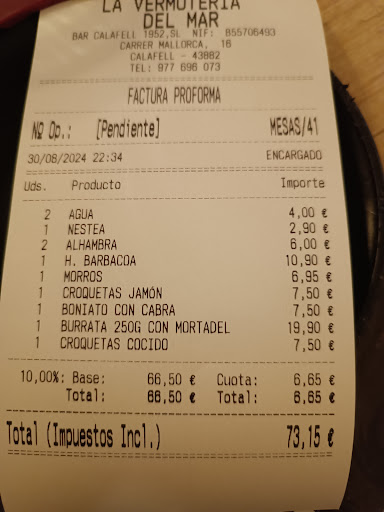 LA VERMUTERIA
DEL MAR
BAR CALAFELL 1952,SL NIF: B55706493
CARRER MALLORCA, 16
CALAFELL - 43882
TEL: 977 696 073
FACTURA PROFORMA
Nº Op.: [Pendiente] MESAS/41
30/08/2024 22:34 ENCARGADO
Uds. Producto Importe
2 AGUA 4,00 €
1 NESTEA 2,90 €
2 ALHAMBRA 6,00 €
1 H. BARBACOA 10,90 €
1 MORROS 6,95 €
1 CROQUETAS JAMÓN 7,50 €
1 BONIATO CON CABRA 7,50 €
1 BURRATA 250G CON MORTADEL 19,90 €
1 CROQUETAS COCIDO 7,50 €
10,00%: Base: 66,50 € Cuota: 6,65 €
Total: 66,50 € Total: 6,65 €
Total (Impuestos Incl.) 73,15 €